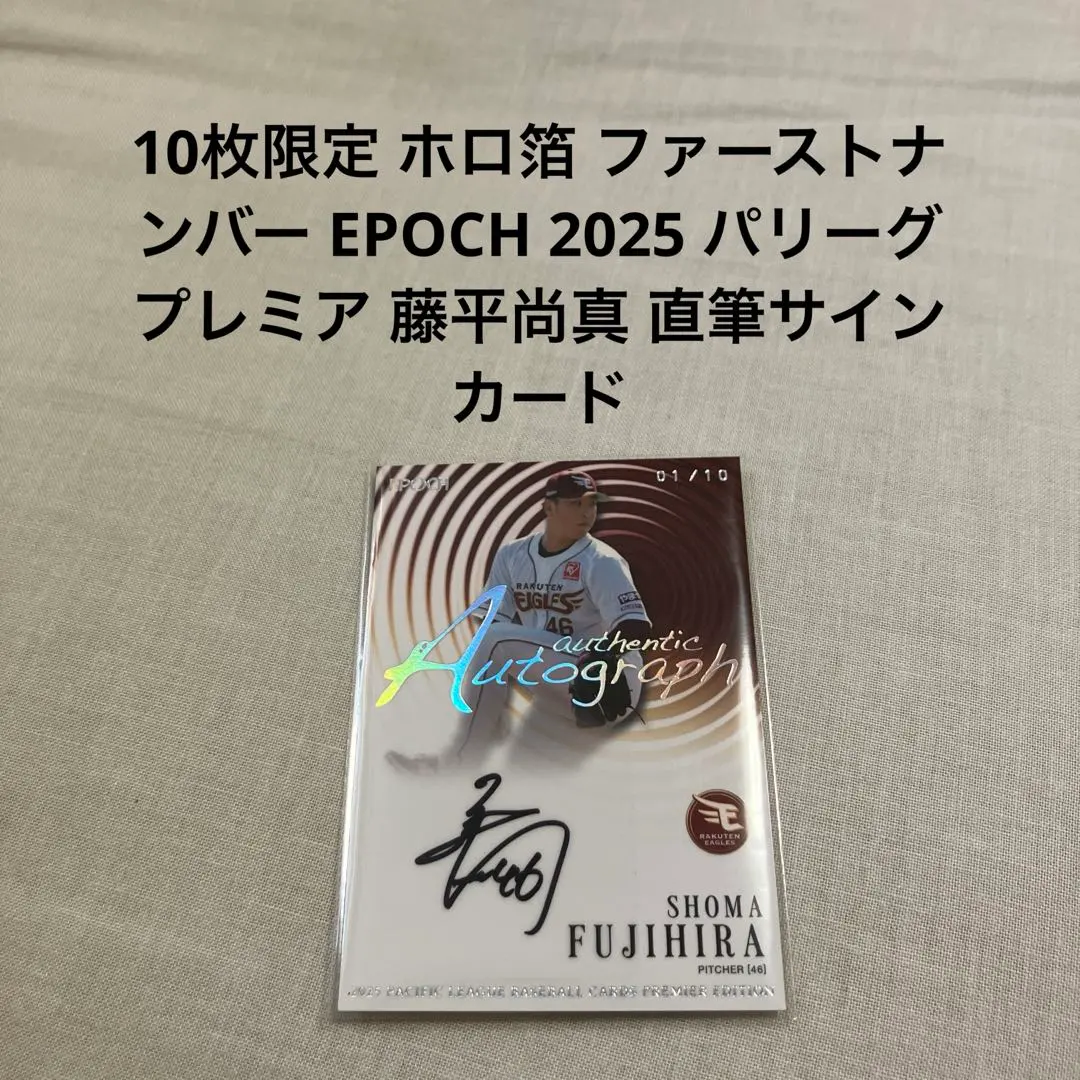 10枚限定 ホロ箔 ファーストナ
ンバー EPOCH 2025 パリーグ
プレミア 藤平尚真 直筆サイン
カード
EPOCH
01/10
RAKUTEN
EAGLES
46
authentic
Autograph
46
RAKUTEN
EAGLES
SHOMA
FUJIHIRA
PITCHER [46]
2025 PACIFIC LEAGUE BASEBALL CARDS PREMIER EDITION